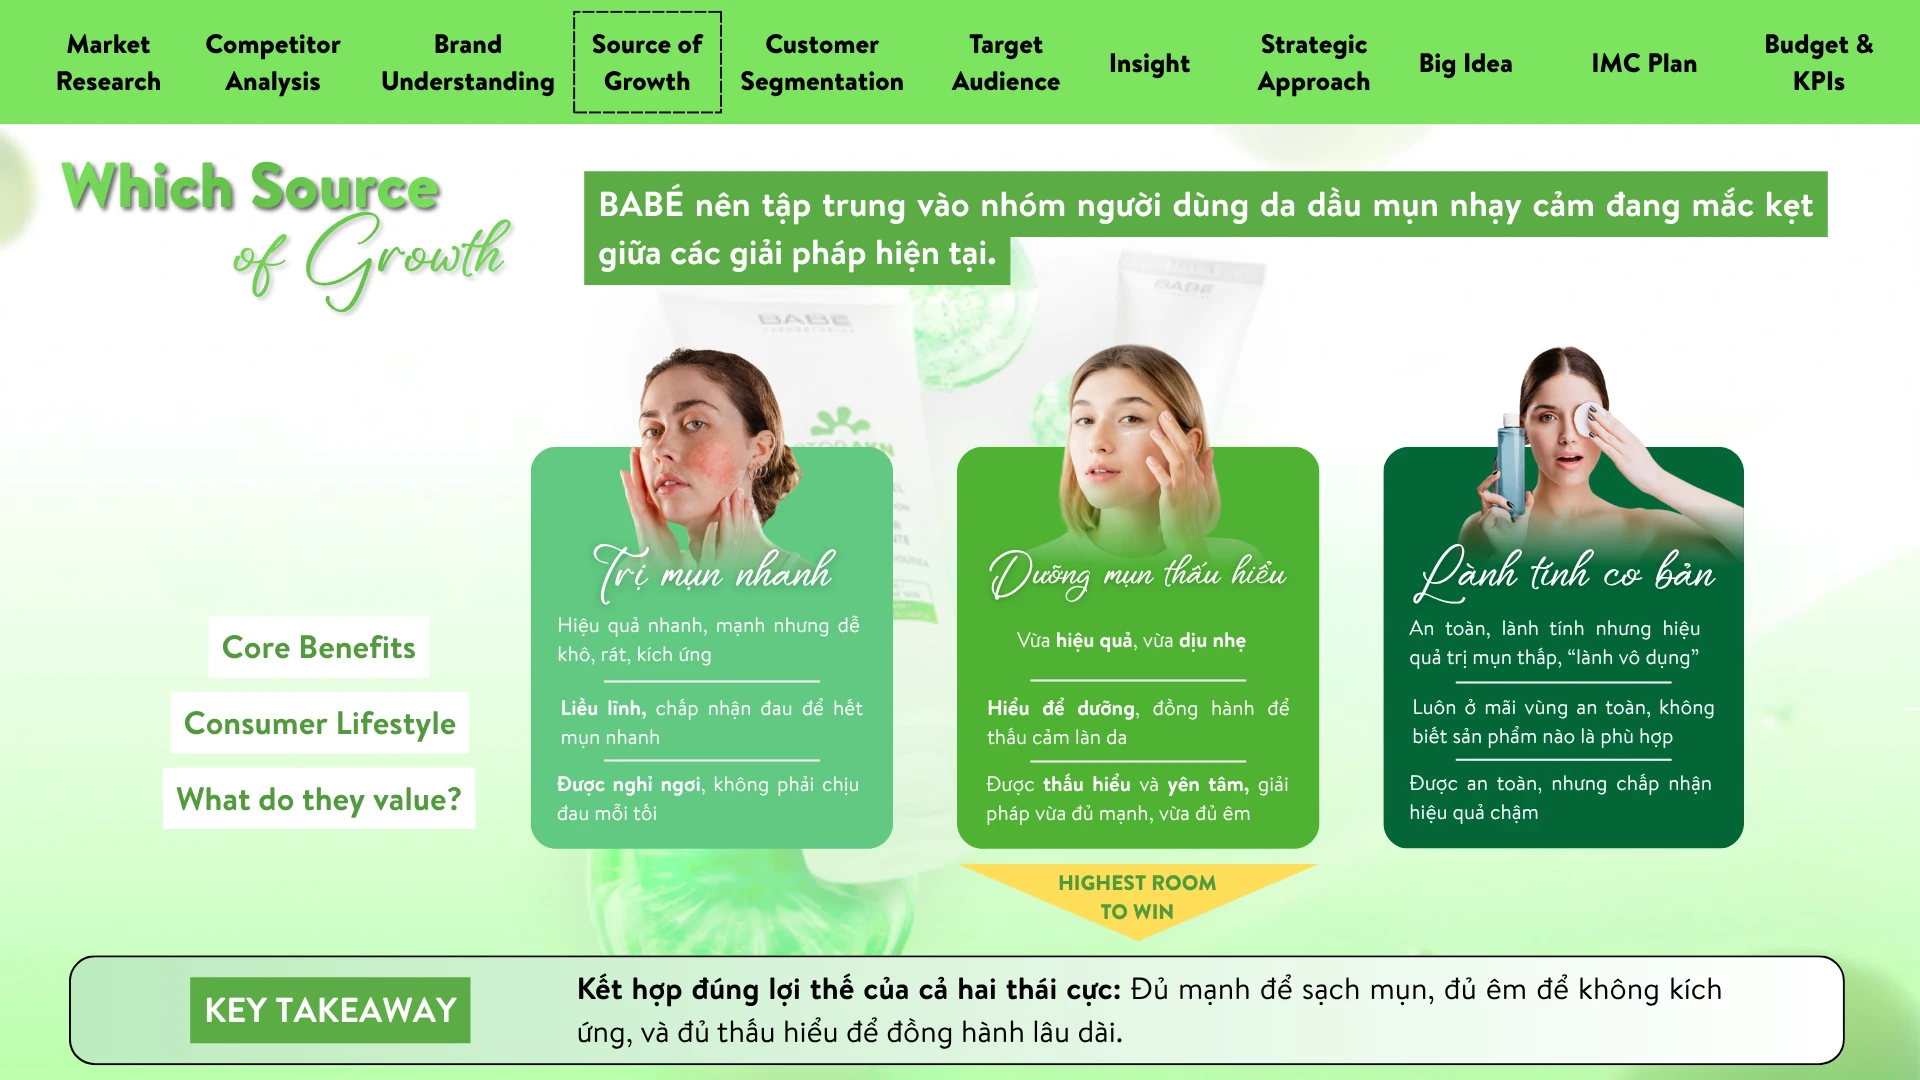 Market Research
Competitor Analysis
Brand Understanding
Source of Growth
Customer Segmentation
Target Audience
Insight
Strategic Approach
Big Idea
IMC Plan
Budget & KPIs
Which Source
of Growth
BABÉ nên tập trung vào nhóm người dùng da dầu mụn nhạy cảm đang mắc kẹt
giữa các giải pháp hiện tại.
BABÉ
BABÉ
Trị mụn nhanh
Hiệu quả nhanh, mạnh nhưng dễ
khô, rát, kích ứng
Liều lĩnh, chấp nhận đau để hết
mụn nhanh
Được nghỉ ngơi, không phải chịu
đau mỗi tối
Dưỡng mụn thấu hiểu
Vừa hiệu quả, vừa dịu nhẹ
Hiểu để dưỡng, đồng hành để
thấu cảm làn da
Được thấu hiểu và yên tâm, giải
pháp vừa đủ mạnh, vừa đủ êm
Lành tính cơ bản
An toàn, lành tính nhưng hiệu
quả trị mụn thấp, “lành vô dụng”
Luôn ở mãi vùng an toàn, không
biết sản phẩm nào là phù hợp
Được an toàn, nhưng chấp nhận
hiệu quả chậm
Core Benefits
Consumer Lifestyle
What do they value?
HIGHEST ROOM
TO WIN
KEY TAKEAWAY
Kết hợp đúng lợi thế của cả hai thái cực: Đủ mạnh để sạch mụn, đủ êm để không kích
ứng, và đủ thấu hiểu để đồng hành lâu dài.